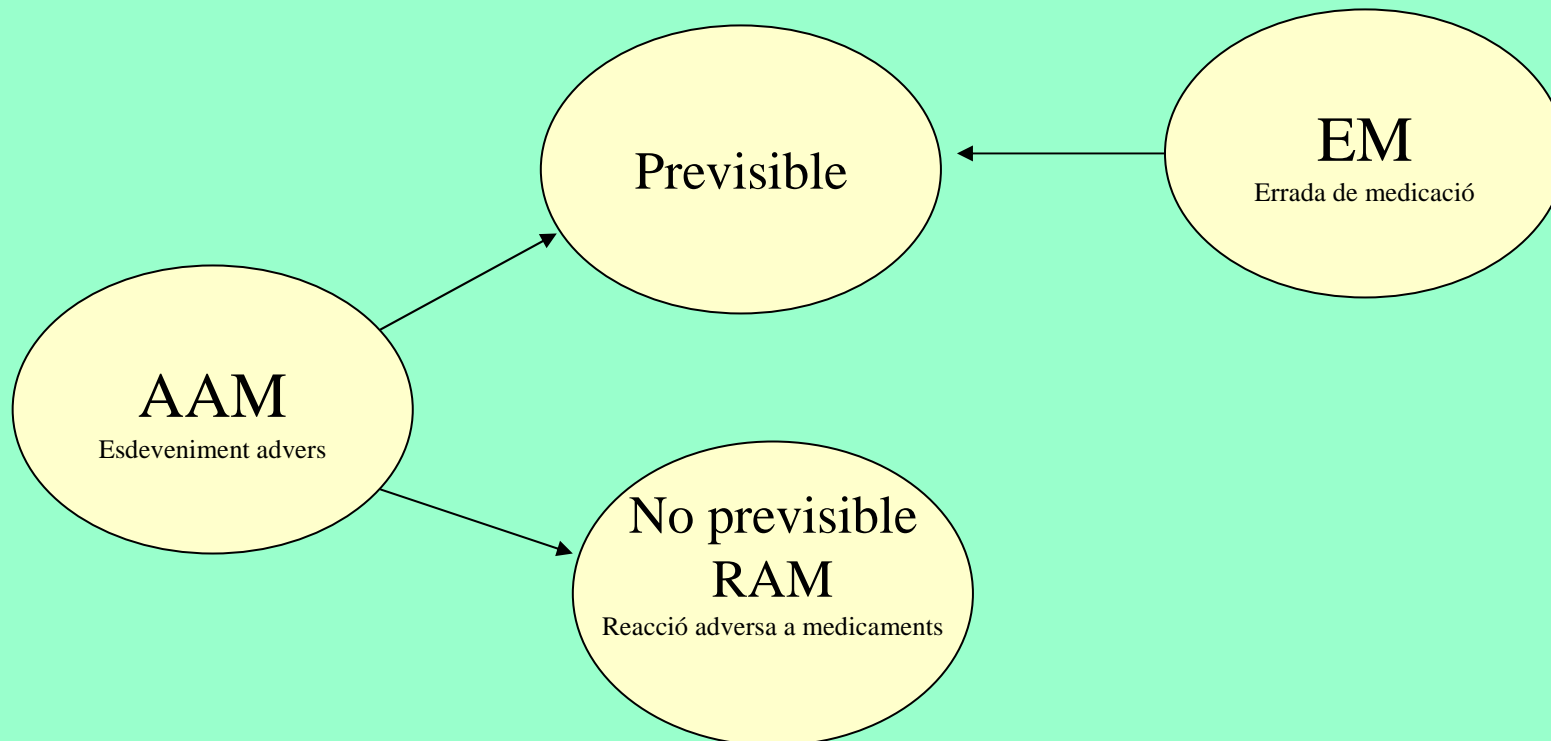 Previsible
EM
Errada de medicació
AAM
Esdeveniment advers
No previsible
RAM
Reacció adversa a medicaments